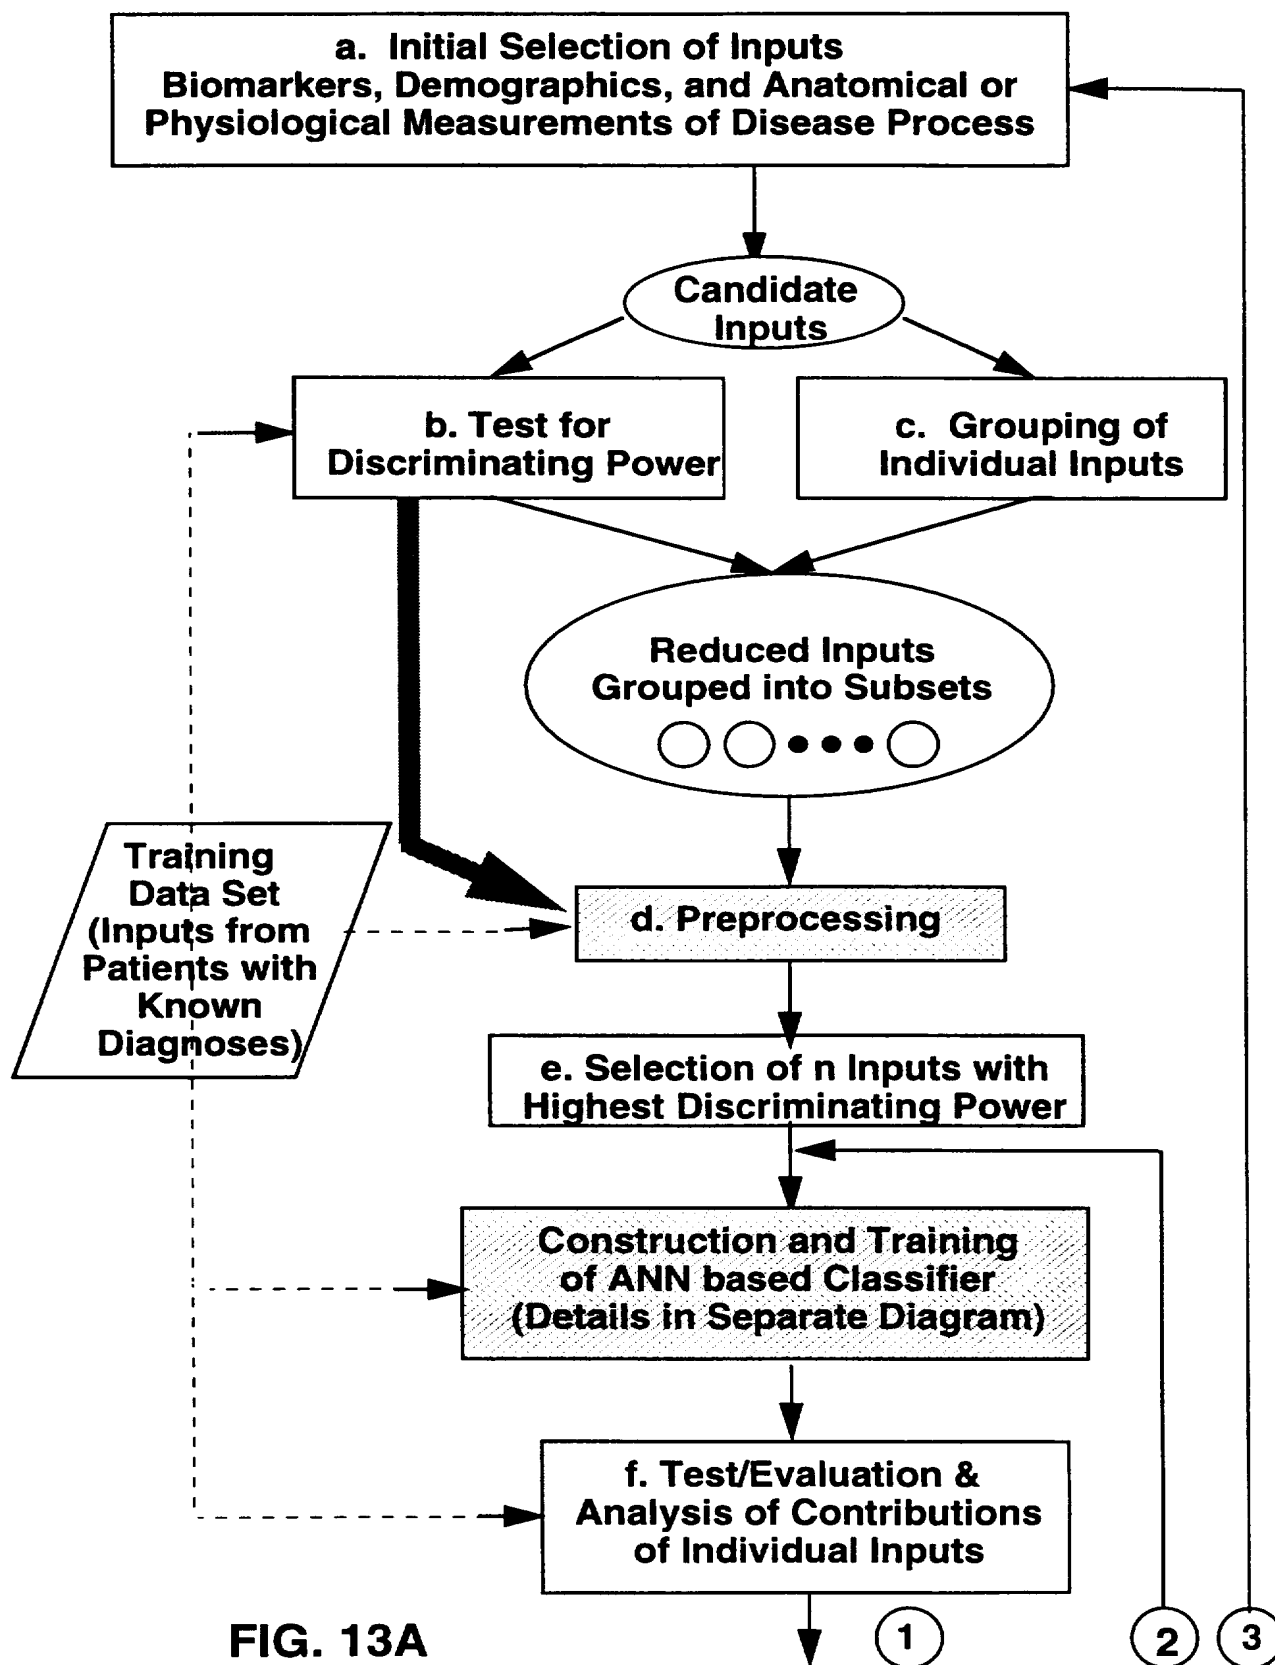 a. Initial Selection of Inputs
Biomarkers, Demographics, and Anatomical or
Physiological Measurements of Disease Process
Candidate
Inputs
b. Test for
Discriminating Power
c. Grouping of
Individual Inputs
Reduced Inputs
Grouped into Subsets
Training
Data Set
(Inputs from
Patients with
Known
Diagnoses)
d. Preprocessing
e. Selection of n Inputs with
Highest Discriminating Power
Construction and Training
of ANN based Classifier
(Details in Separate Diagram)
f. Test/Evaluation &
Analysis of Contributions
of Individual Inputs
FIG. 13A
1
2
3